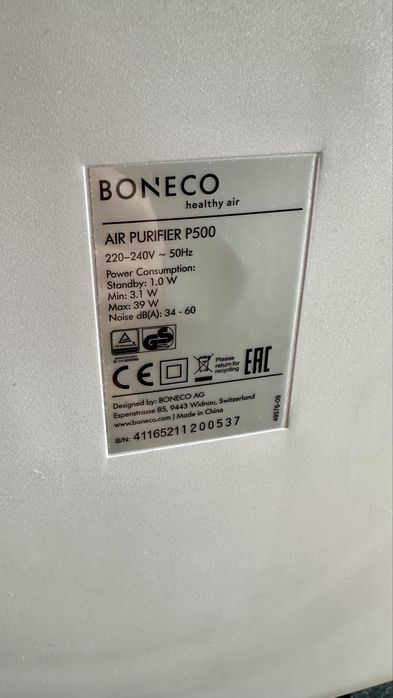 BONECO
healthy air
AIR PURIFIER P500
220-240V ~ 50Hz
Power Consumption:
Standby: 1.0 W
Min: 3.1 W
Max: 39 W
Noise dB(A): 34 - 60
GS
CE
Please
return for
recycling
EAC
Designed by: BONECO AG
Espenstrasse 85, 9443 Widnau, Switzerland
www.boneco.com | Made in China
S/N: 41165211200537